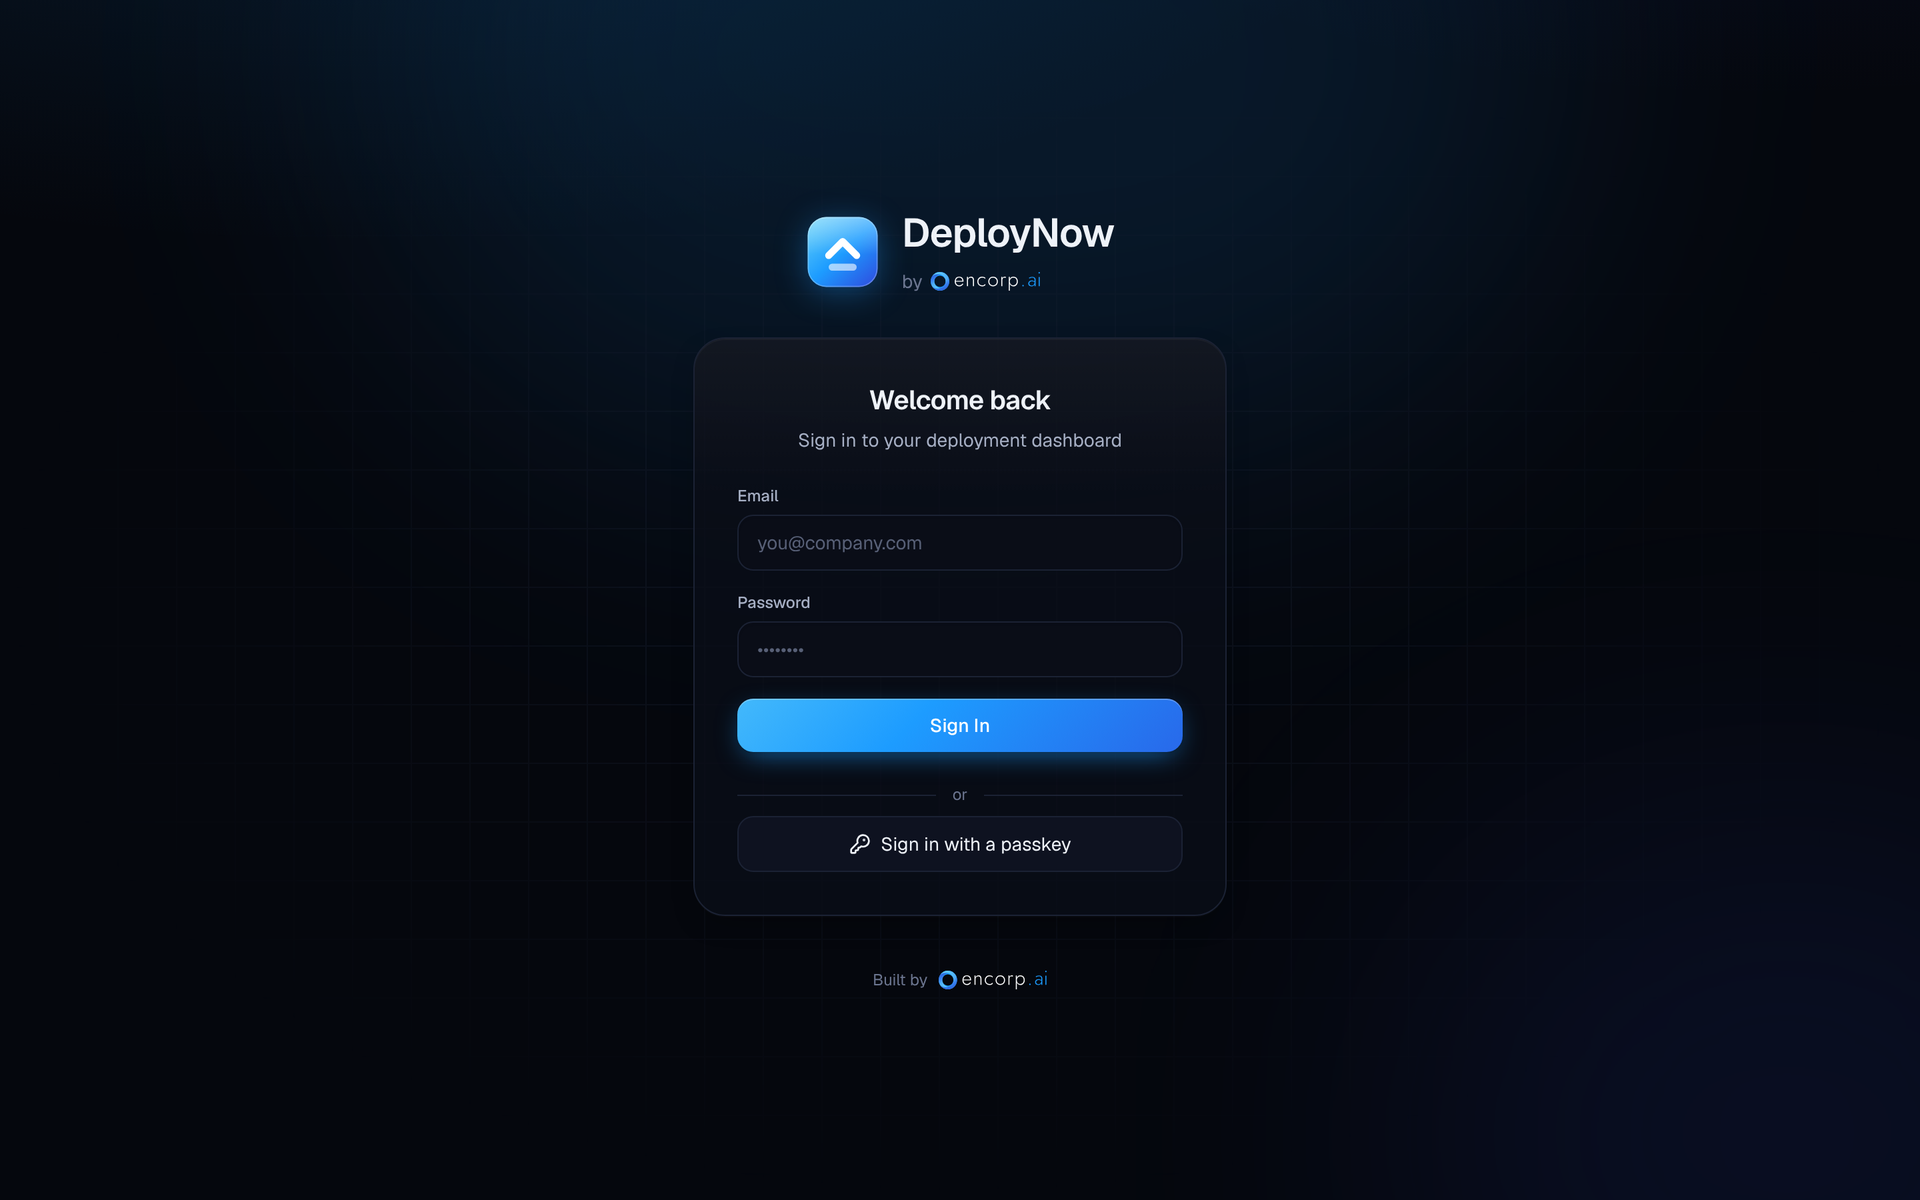 DeployNow
by encorp.ai
Welcome back
Sign in to your deployment dashboard
Email
you@company.com
Password
••••••••
Sign In
or
Sign in with a passkey
Built by encorp.ai